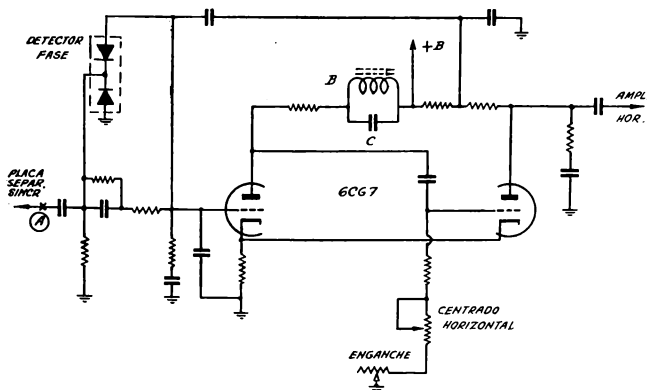 DETECTOR
FASE
+B
B
C
AMPL
HOR.
PLACA
SEPAR.
SINCR
A
6CG7
CENTRADO
HORIZONTAL
ENGANCHE